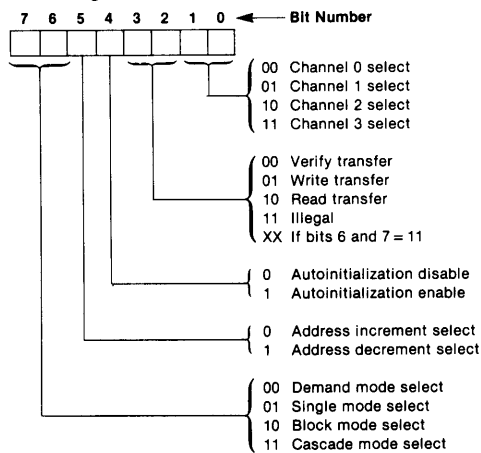 7 6 5 4 3 2 1 0 Bit Number
00 Channel 0 select
01 Channel 1 select
10 Channel 2 select
11 Channel 3 select
00 Verify transfer
01 Write transfer
10 Read transfer
11 Illegal
XX If bits 6 and 7 = 11
0 Autoinitialization disable
1 Autoinitialization enable
0 Address increment select
1 Address decrement select
00 Demand mode select
01 Single mode select
10 Block mode select
11 Cascade mode select